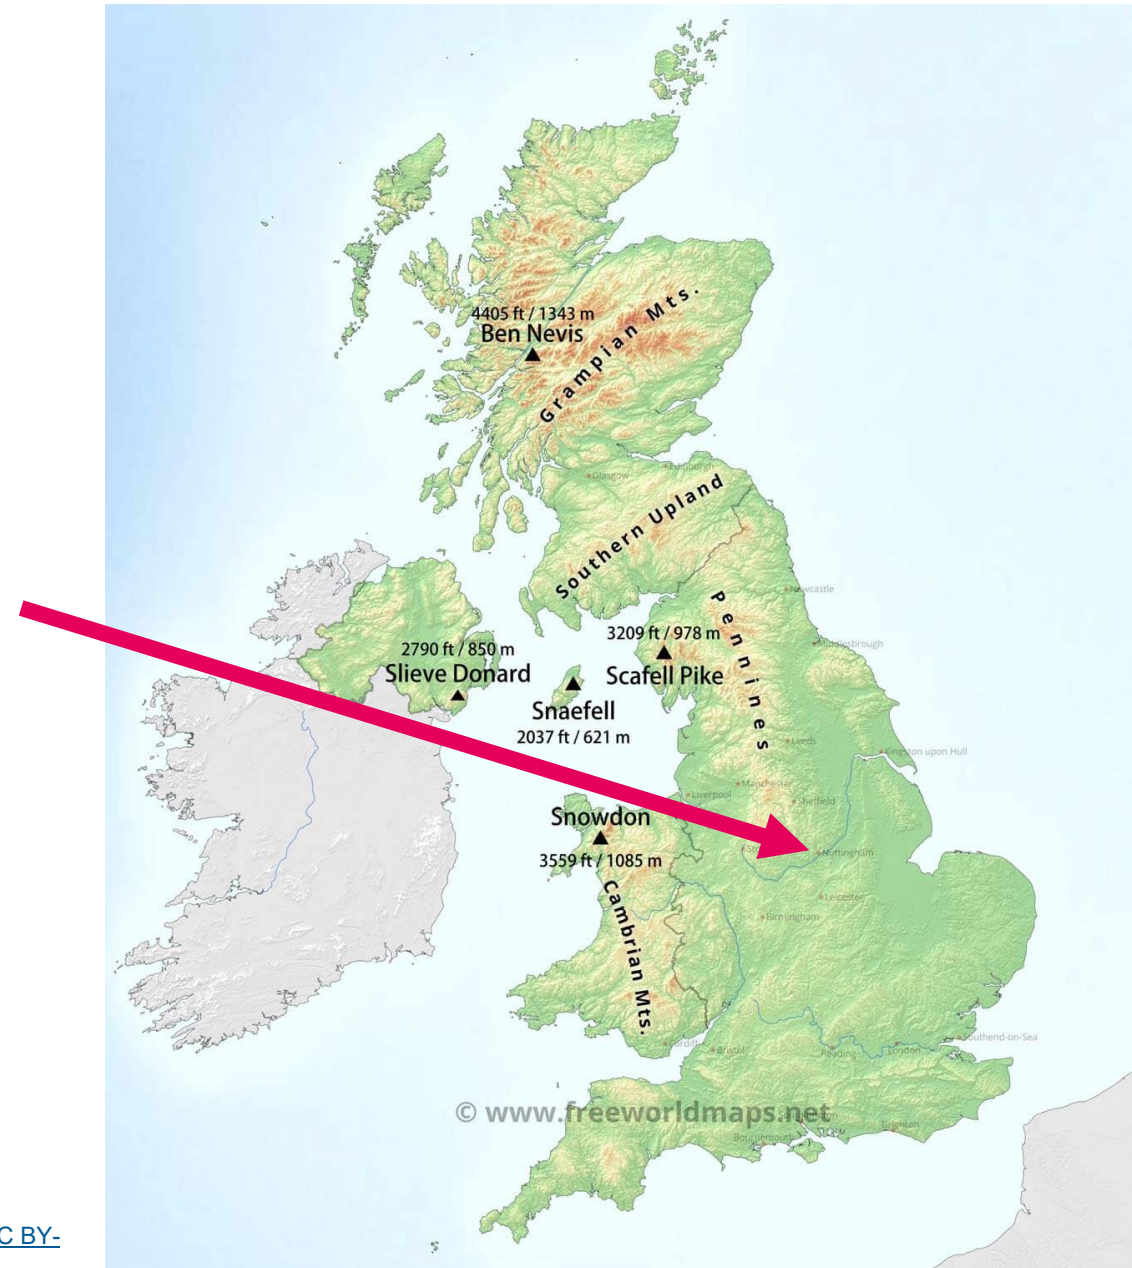 4405 ft / 1343 m
Ben Nevis
Grampian Mts.
Glasgow
Edinburgh
Southern Upland
Newcastle
Pennines
3209 ft / 978 m
Scafell Pike
Middlesbrough
2790 ft / 850 m
Slieve Donard
Snaefell
2037 ft / 621 m
Leeds
Kingston upon Hull
Manchester
Liverpool
Sheffield
Snowdon
3559 ft / 1085 m
Nottingham
Leicester
Birmingham
Cambrian Mts.
Cardiff
Bristol
Reading
London
Southend-on-Sea
© www.freeworldmaps.net
Brighton
Bournemouth
C BY-